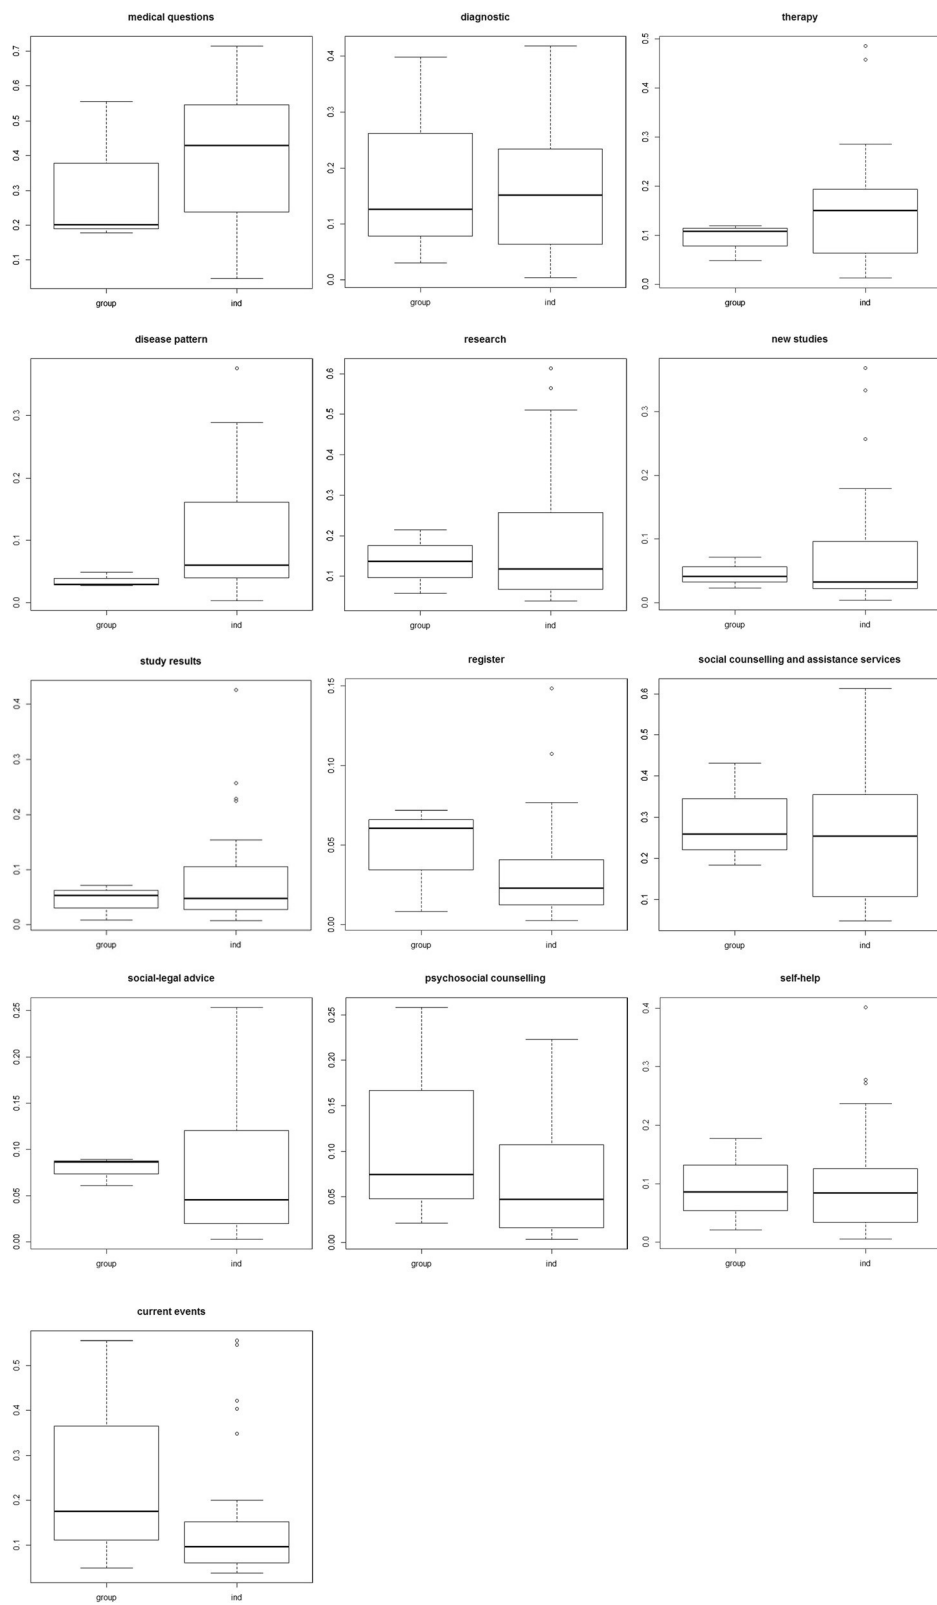 medical questions
0.7
0.6
0.5
0.4
0.3
0.2
0.1
group ind
diagnostic
0.4
0.3
0.2
0.1
0.0
group ind
therapy
0.5
0.4
0.3
0.2
0.1
0.0
group ind
disease pattern
0.3
0.2
0.1
0.0
group ind
research
0.6
0.5
0.4
0.3
0.2
0.1
group ind
new studies
0.3
0.2
0.1
0.0
group ind
study results
0.4
0.3
0.2
0.1
0.0
group ind
register
0.15
0.10
0.05
0.00
group ind
social counselling and assistance services
0.6
0.5
0.4
0.3
0.2
0.1
group ind
social-legal advice
0.25
0.20
0.15
0.10
0.05
0.00
group ind
psychosocial counselling
0.25
0.20
0.15
0.10
0.05
0.00
group ind
self-help
0.4
0.3
0.2
0.1
0.0
group ind
current events
0.5
0.4
0.3
0.2
0.1
group ind